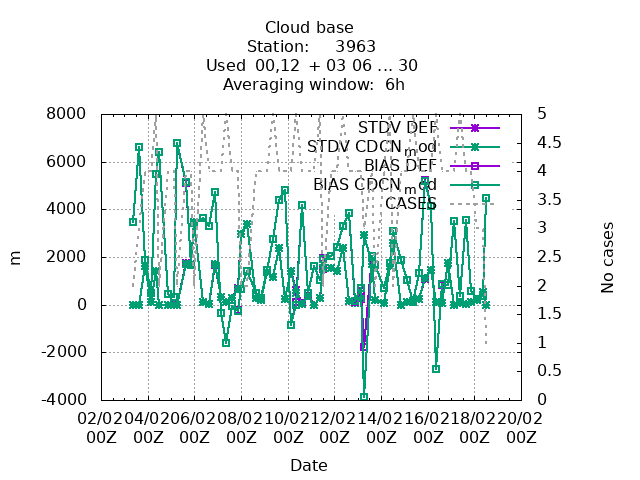 Cloud base
Station: 3963
Used 00,12 + 03 06 ... 30
Averaging window: 6h
8000
6000
4000
2000
0
-2000
-4000
m
5
4.5
4
3.5
3
2.5
2
1.5
1
0.5
0
No cases
STDV DEF
STDV CDCNmod
BIAS DEF
BIAS CDCNmod
CASES
02/02 04/02 06/02 08/02 10/02 12/02 14/02 16/02 18/02 20/02
00Z 00Z 00Z 00Z 00Z 00Z 00Z 00Z 00Z 00Z
Date